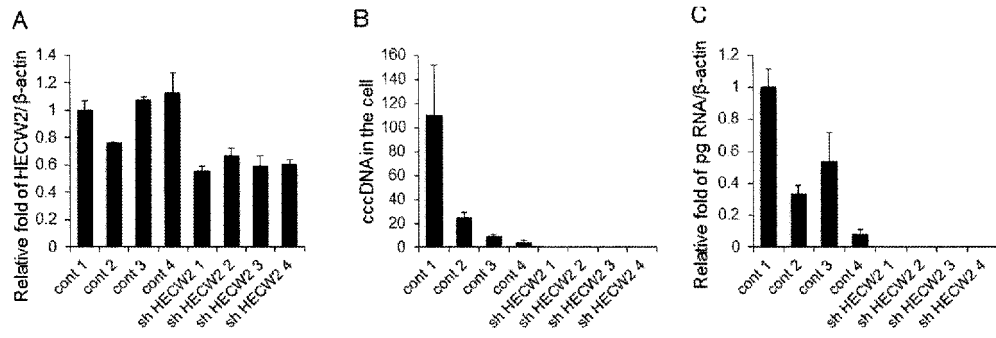 A
Relative fold of HECW2/β-actin
1.4
1.2
1
0.8
0.6
0.4
0.2
0
cont 1
cont 2
cont 3
cont 4
sh HECW2 1
sh HECW2 2
sh HECW2 3
sh HECW2 4
B
cccDNA in the cell
160
140
120
100
80
60
40
20
0
cont 1
cont 2
cont 3
cont 4
sh HECW2 1
sh HECW2 2
sh HECW2 3
sh HECW2 4
C
Relative fold of pg RNA/β-actin
1.2
1
0.8
0.6
0.4
0.2
0
cont 1
cont 2
cont 3
cont 4
sh HECW2 1
sh HECW2 2
sh HECW2 3
sh HECW2 4